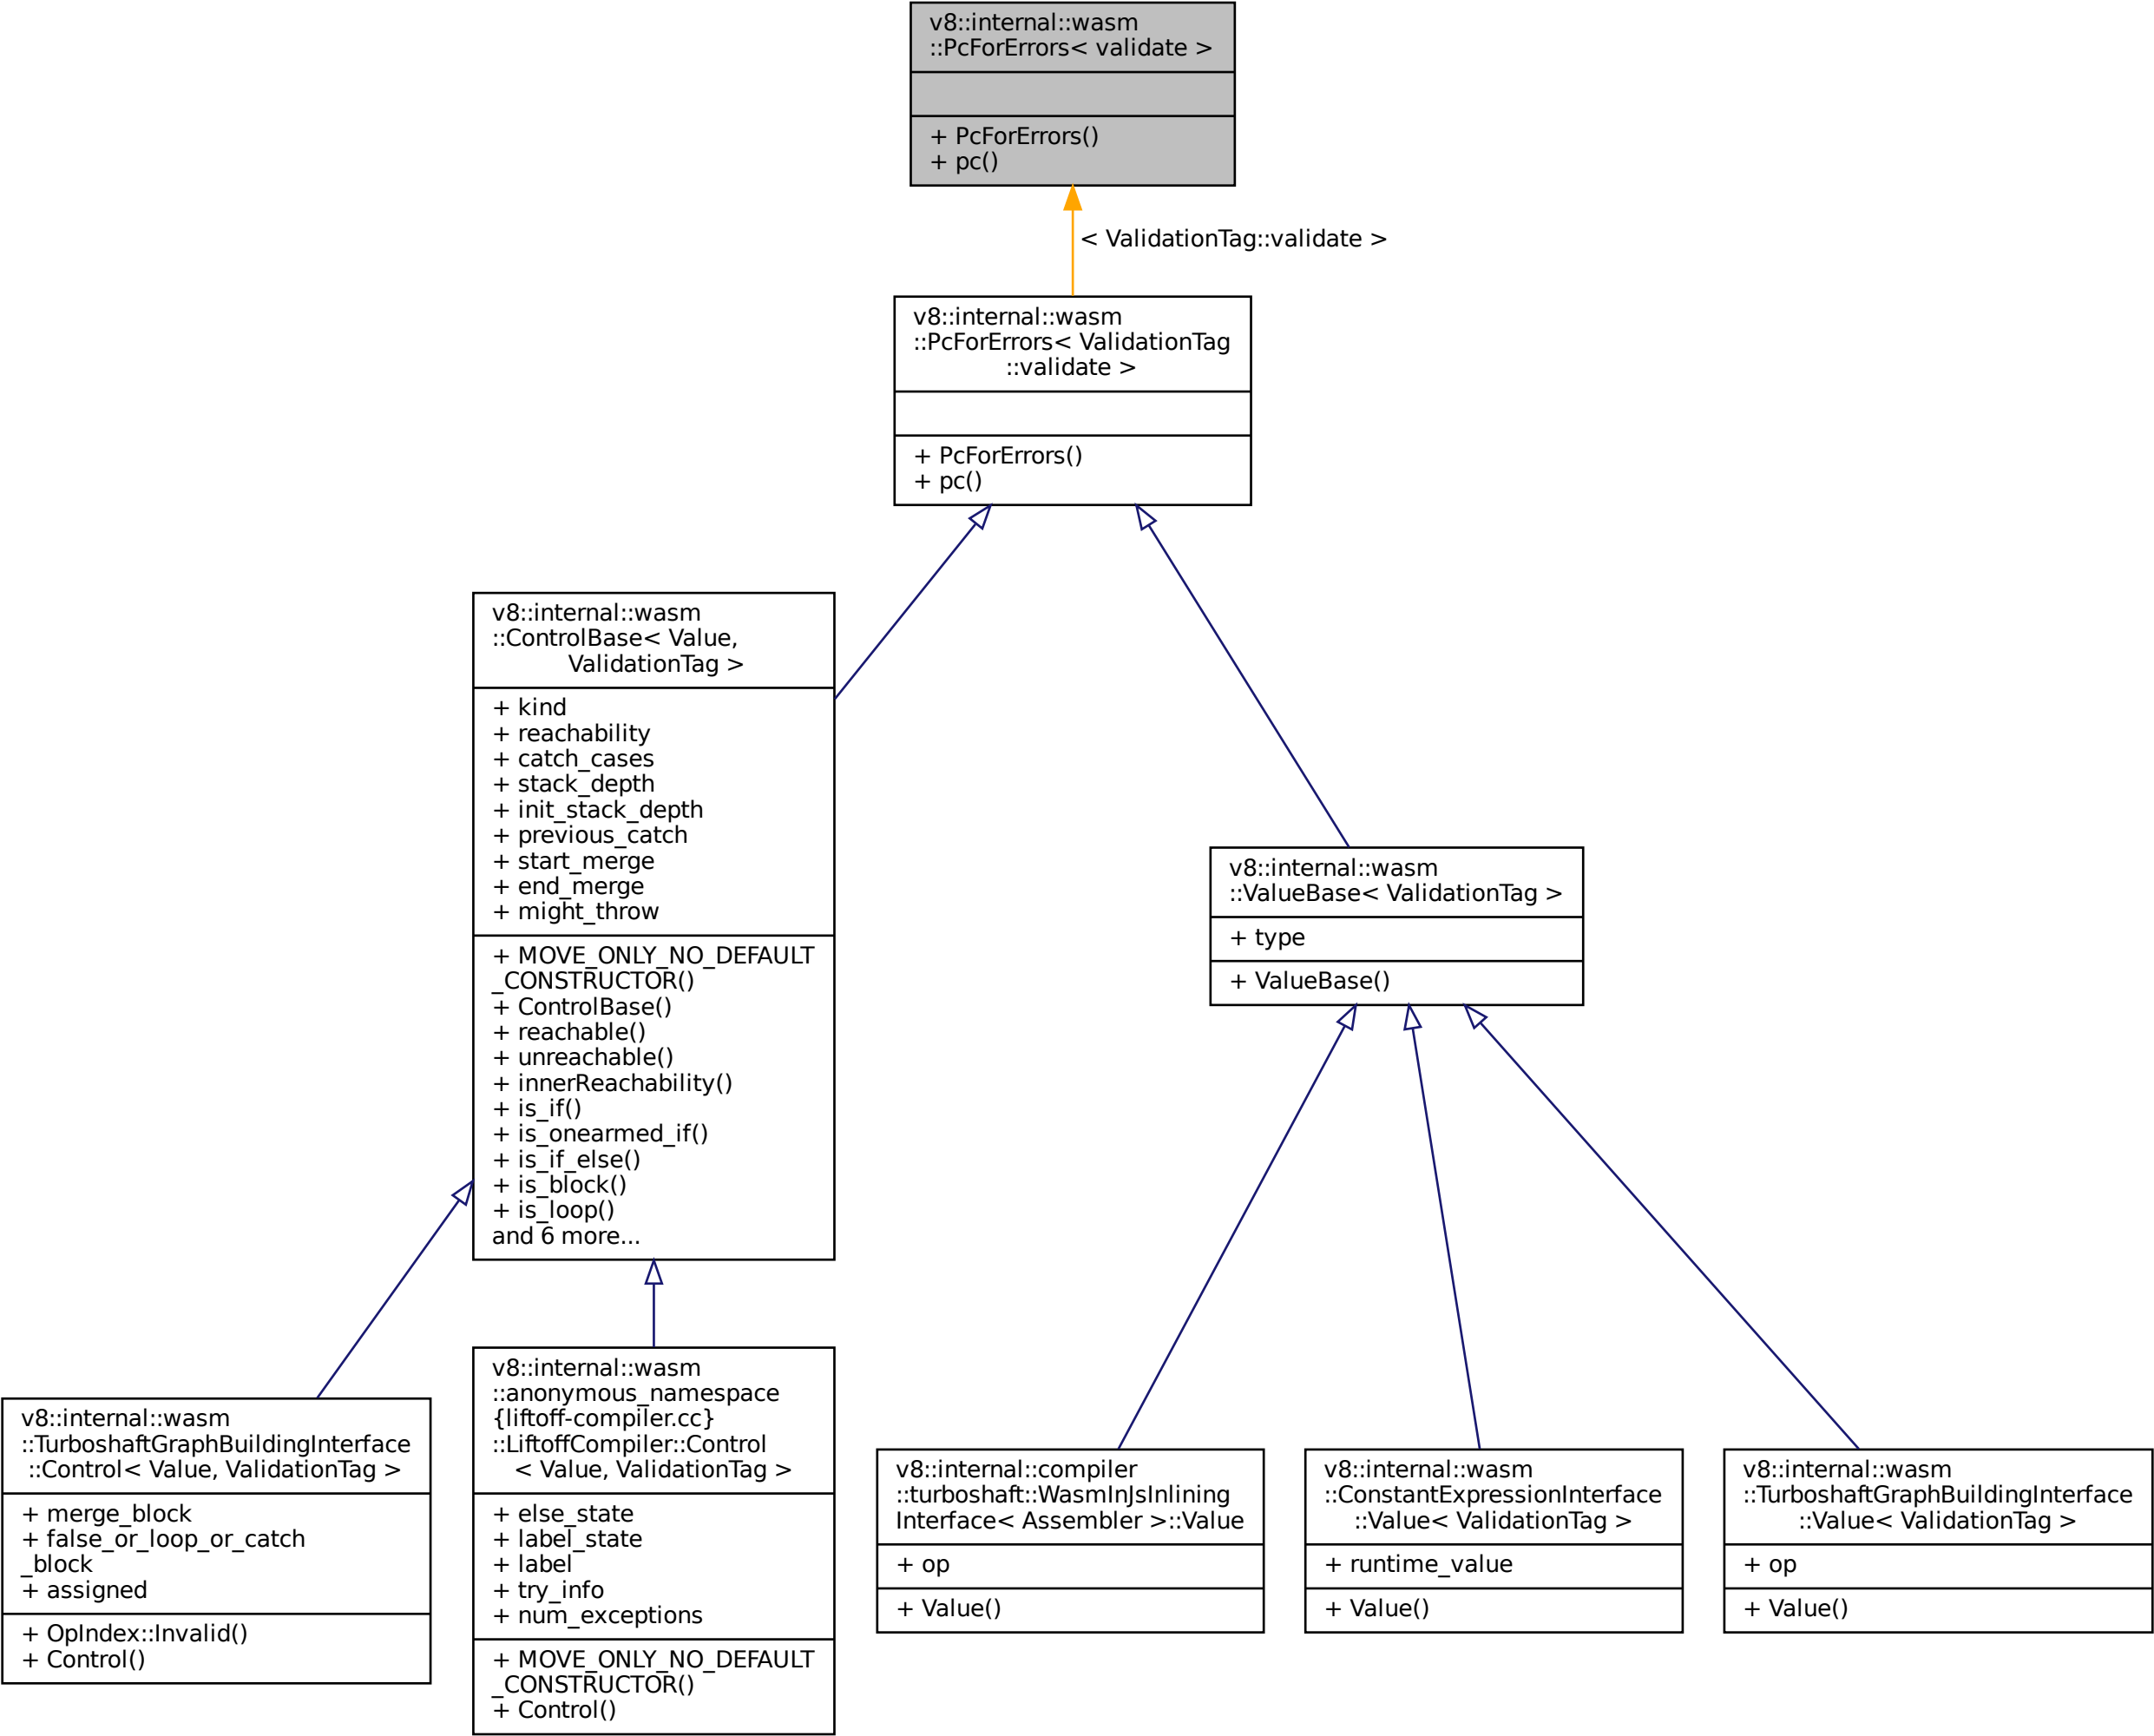 v8::internal::wasm
::PcForErrors< validate >
+ PcForErrors()
+ pc()
< ValidationTag::validate >
v8::internal::wasm
::PcForErrors< ValidationTag
::validate >
+ PcForErrors()
+ pc()
v8::internal::wasm
::ControlBase< Value,
ValidationTag >
+ kind
+ reachability
+ catch_cases
+ stack_depth
+ init_stack_depth
+ previous_catch
+ start_merge
+ end_merge
+ might_throw
+ MOVE_ONLY_NO_DEFAULT
_CONSTRUCTOR()
+ ControlBase()
+ reachable()
+ unreachable()
+ innerReachability()
+ is_if()
+ is_onearmed_if()
+ is_if_else()
+ is_block()
+ is_loop()
and 6 more...
v8::internal::wasm
::ValueBase< ValidationTag >
+ type
+ ValueBase()
v8::internal::wasm
::TurboshaftGraphBuildingInterface
::Control< Value, ValidationTag >
+ merge_block
+ false_or_loop_or_catch
_block
+ assigned
+ OpIndex::Invalid()
+ Control()
v8::internal::wasm
::anonymous_namespace
{liftoff-compiler.cc}
::LiftoffCompiler::Control
< Value, ValidationTag >
+ else_state
+ label_state
+ label
+ try_info
+ num_exceptions
+ MOVE_ONLY_NO_DEFAULT
_CONSTRUCTOR()
+ Control()
v8::internal::compiler
::turboshaft::WasmInJsInlining
Interface< Assembler >::Value
+ op
+ Value()
v8::internal::wasm
::ConstantExpressionInterface
::Value< ValidationTag >
+ runtime_value
+ Value()
v8::internal::wasm
::TurboshaftGraphBuildingInterface
::Value< ValidationTag >
+ op
+ Value()